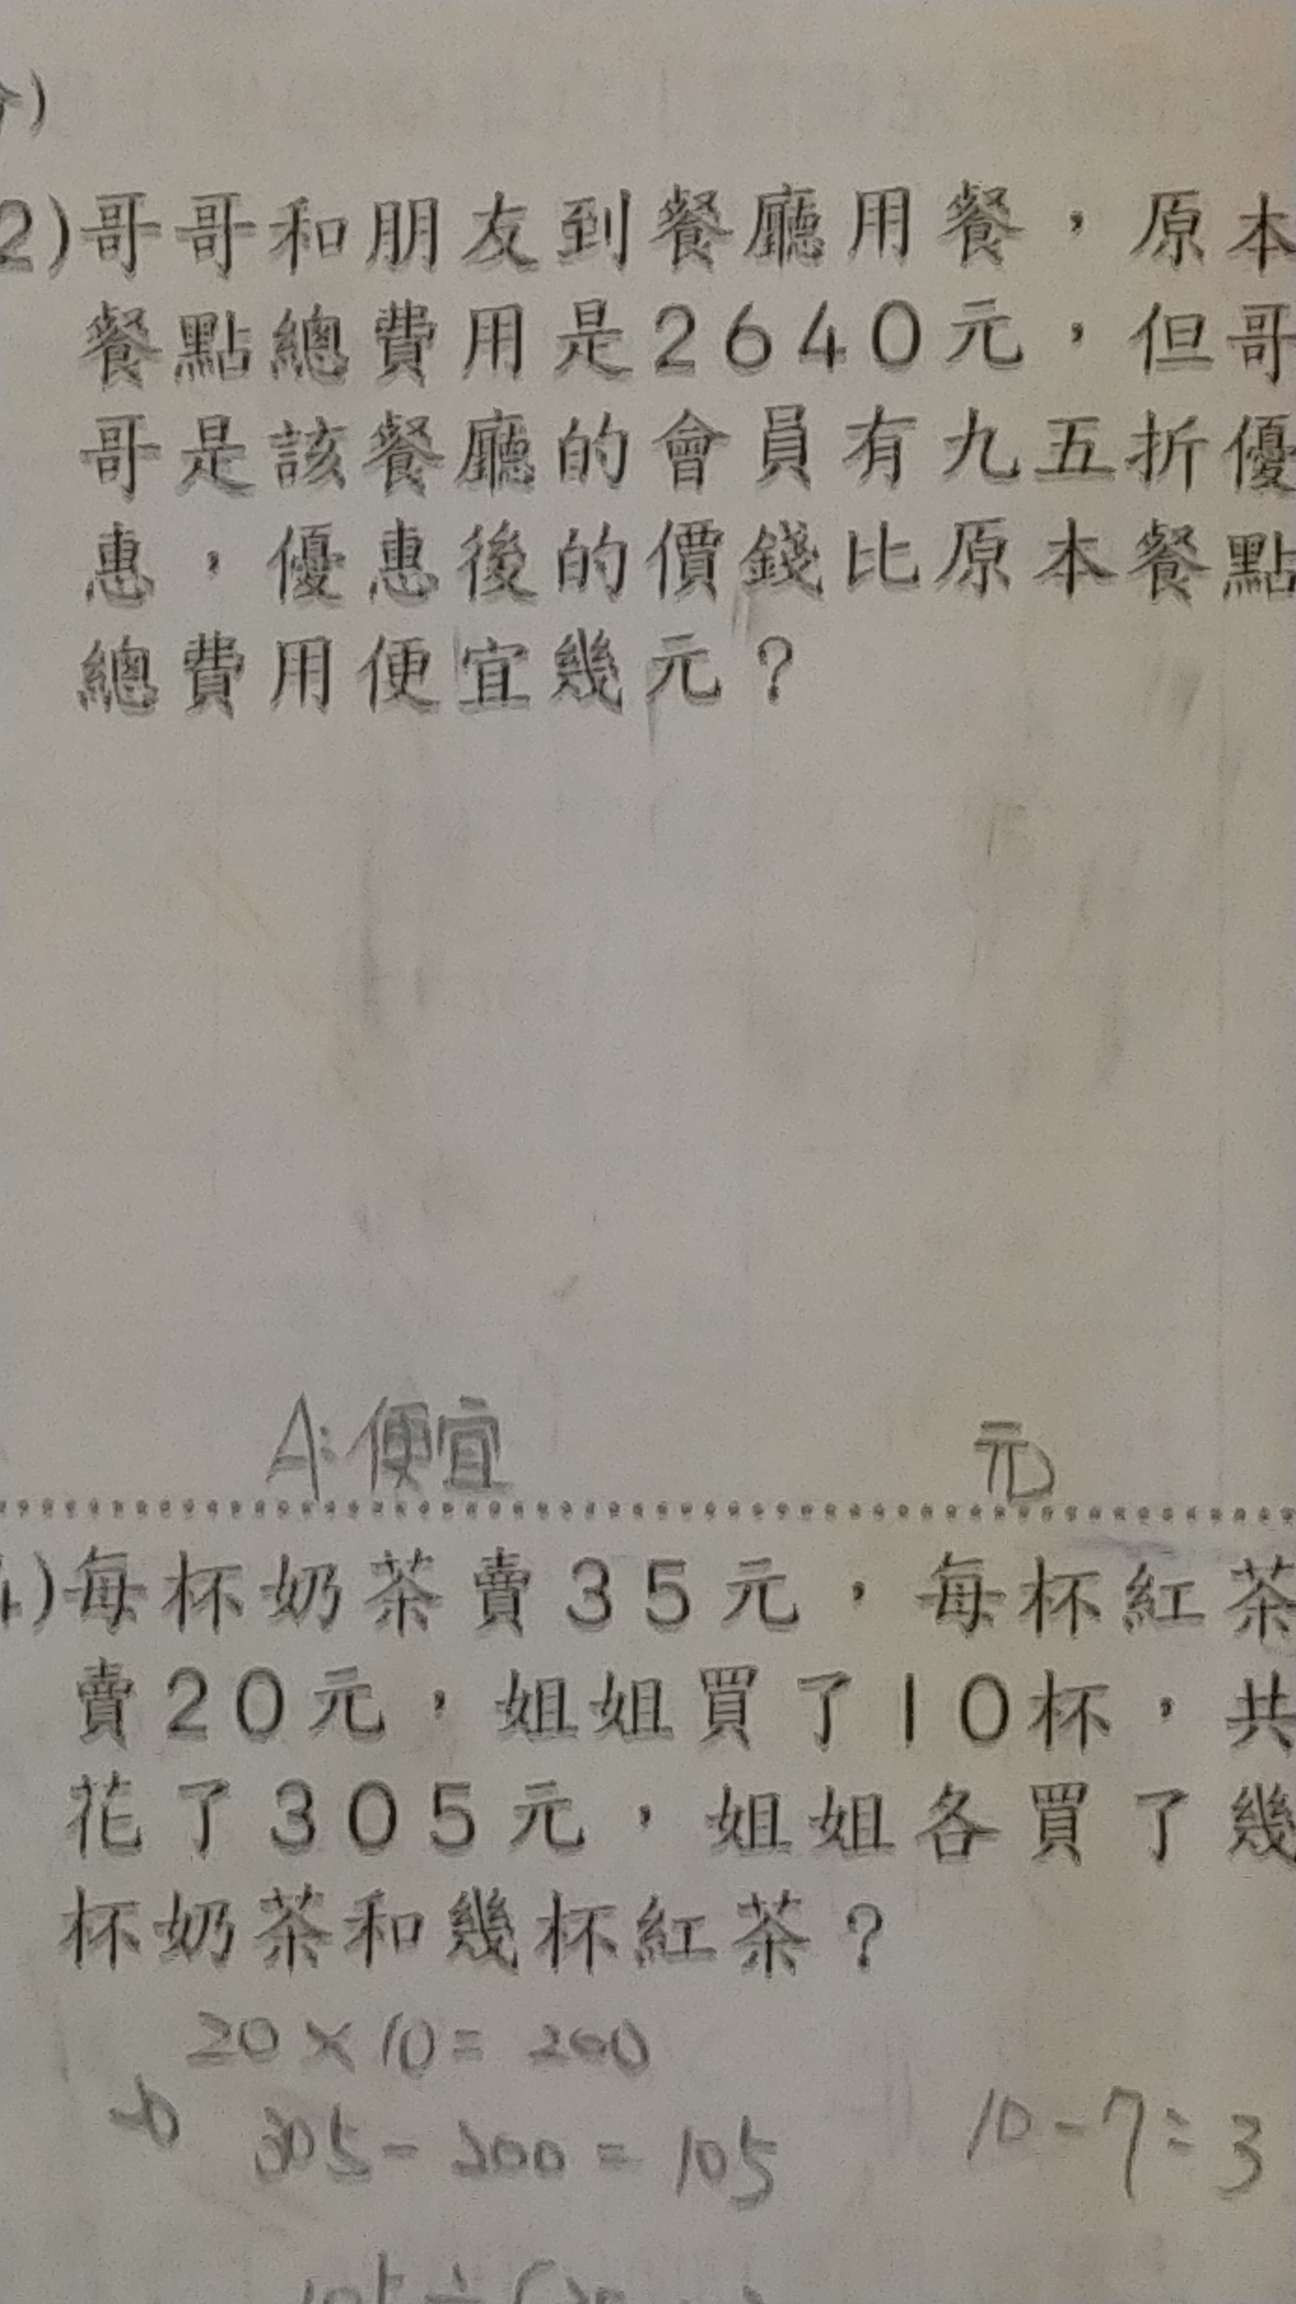 分)
2)哥哥和朋友到餐廳用餐，原本
餐點總費用是2640元，但哥
哥是該餐廳的會員有九五折優
惠，優惠後的價錢比原本餐點
總費用便宜幾元？
A:便宜 元
4)每杯奶茶賣35元，每杯紅茶
賣20元，姐姐買了10杯，共
花了305元，姐姐各買了幾
杯奶茶和幾杯紅茶？
20×10=200
305-200=105 10-7=3